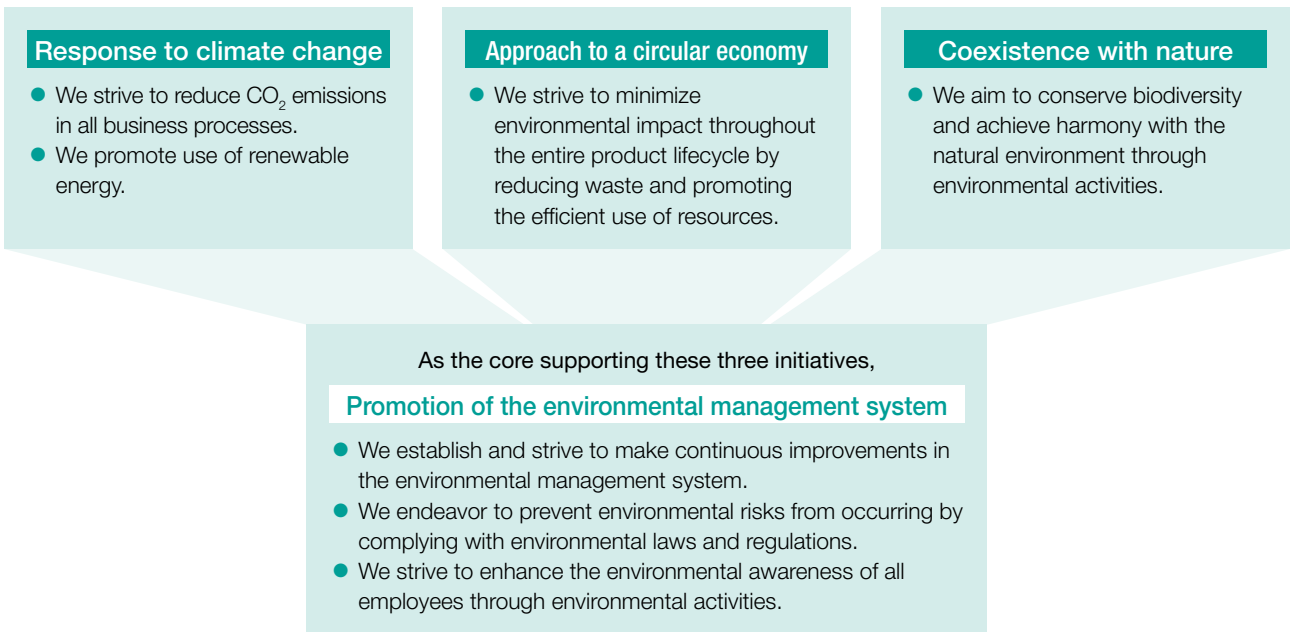 Response to climate change
● We strive to reduce CO₂ emissions
in all business processes.
● We promote use of renewable
energy.
Approach to a circular economy
● We strive to minimize
environmental impact throughout
the entire product lifecycle by
reducing waste and promoting
the efficient use of resources.
Coexistence with nature
● We aim to conserve biodiversity
and achieve harmony with the
natural environment through
environmental activities.
As the core supporting these three initiatives,
Promotion of the environmental management system
● We establish and strive to make continuous improvements in
the environmental management system.
● We endeavor to prevent environmental risks from occurring by
complying with environmental laws and regulations.
● We strive to enhance the environmental awareness of all
employees through environmental activities.